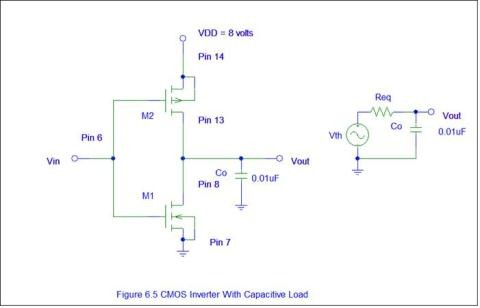 VDD = 8 volts
Pin 14
M2
Pin 13
Pin 6
Vin
Vout
Co
0.01uF
Pin 8
M1
Pin 7
Req
Vout
Co
0.01uF
Vth
Figure 6.5 CMOS Inverter With Capacitive Load